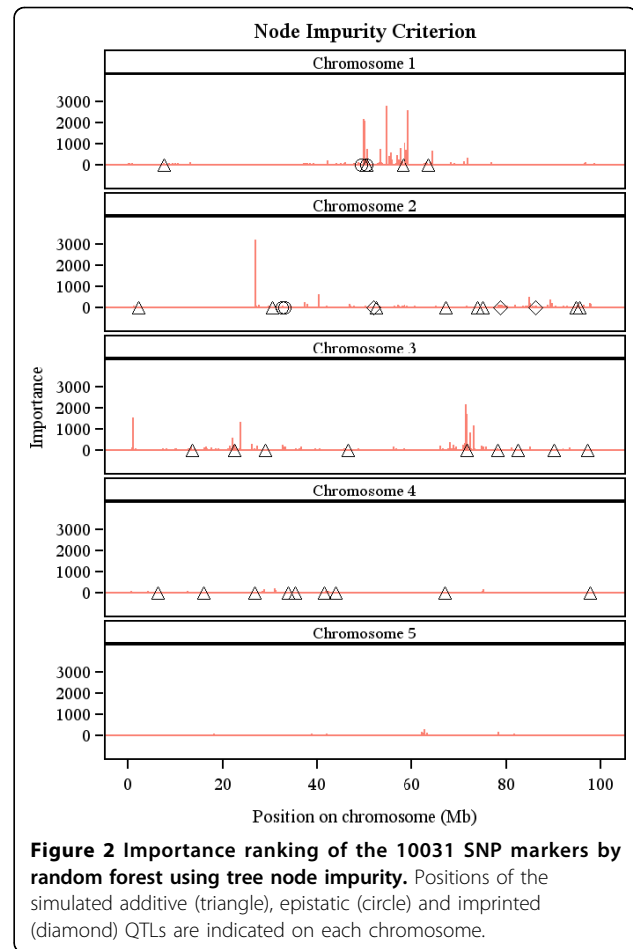 Node Impurity Criterion
Chromosome 1
3000
2000
1000
0
Chromosome 2
3000
2000
1000
0
Chromosome 3
3000
2000
1000
0
Chromosome 4
3000
2000
1000
0
Chromosome 5
3000
2000
1000
0
Importance
0 20 40 60 80 100
Position on chromosome (Mb)
Figure 2 Importance ranking of the 10031 SNP markers by
random forest using tree node impurity. Positions of the
simulated additive (triangle), epistatic (circle) and imprinted
(diamond) QTLs are indicated on each chromosome.